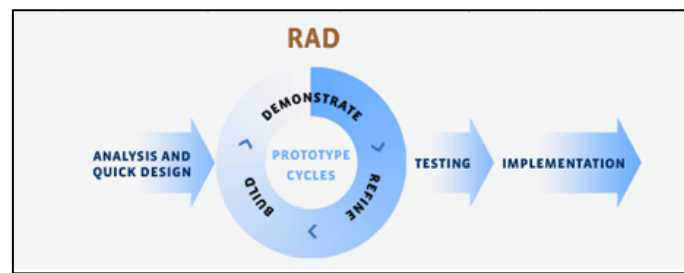 RAD
ANALYSIS AND
QUICK DESIGN
DEMONSTRATE
REFINE
BUILD
PROTOTYPE
CYCLES
TESTING
IMPLEMENTATION